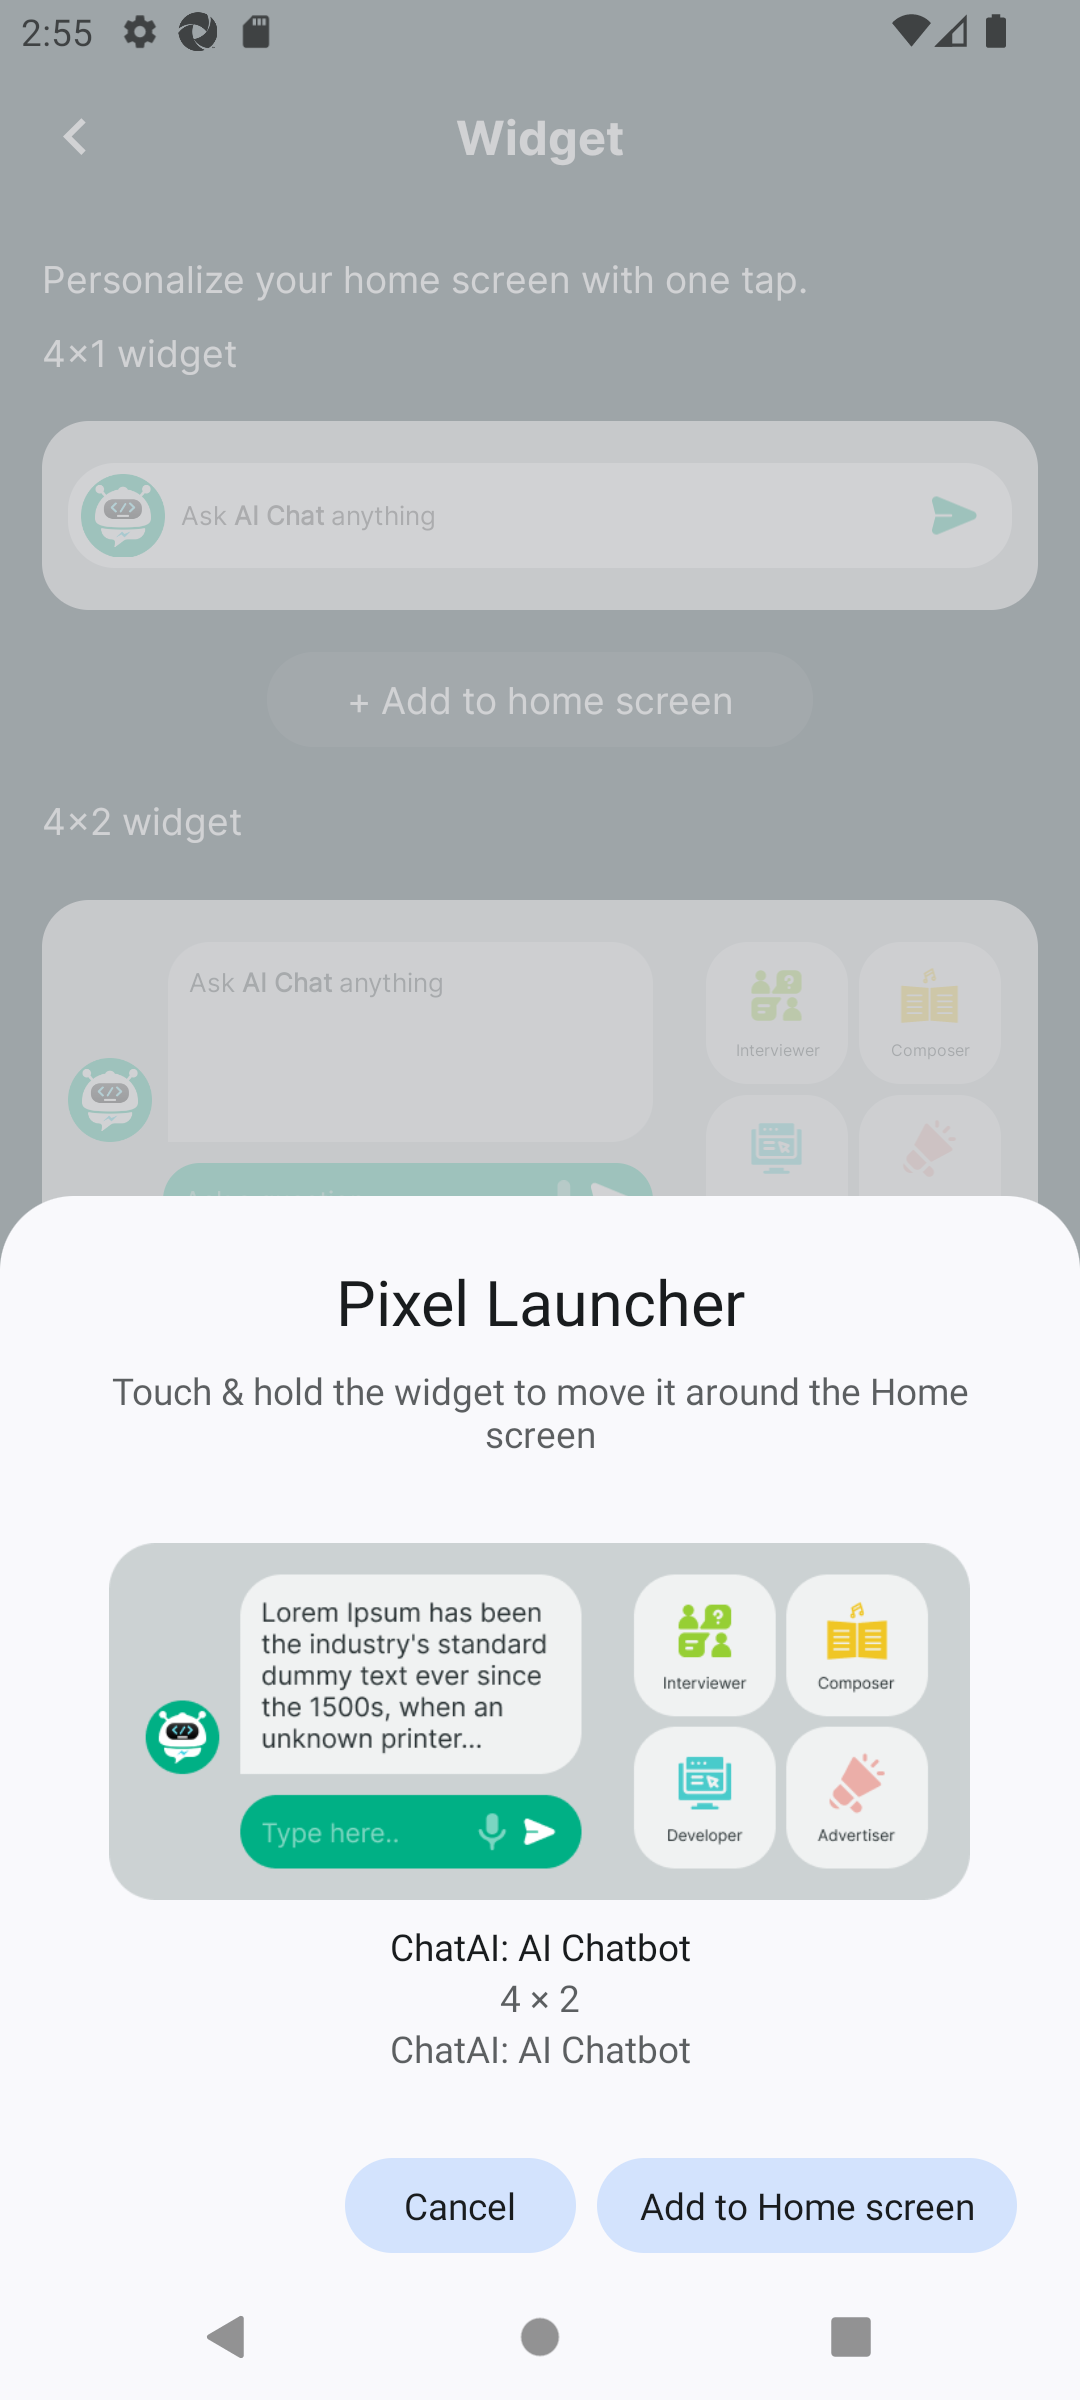 2:55
Widget
Personalize your home screen with one tap.
4×1 widget
Ask AI Chat anything
+ Add to home screen
4×2 widget
Ask AI Chat anything
Interviewer
Composer
Pixel Launcher
Touch & hold the widget to move it around the Home
screen
Lorem Ipsum has been
the industry's standard
dummy text ever since
the 1500s, when an
unknown printer...
Type here..
Interviewer
Composer
Developer
Advertiser
ChatAI: AI Chatbot
4 × 2
ChatAI: AI Chatbot
Cancel
Add to Home screen